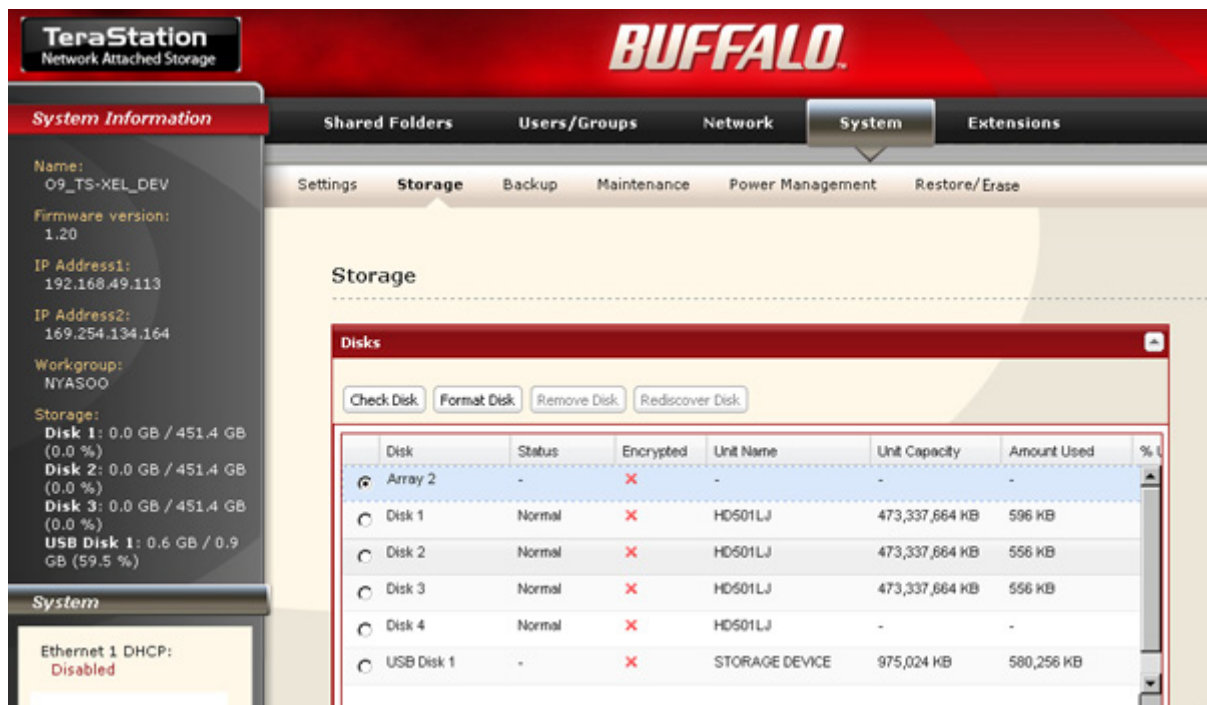 TeraStation
Network Attached Storage
BUFFALO™
System Information
Name:
O9_TS-XEL_DEV
Firmware version:
1.20
IP Address1:
192.168.49.113
IP Address2:
169.254.134.164
Workgroup:
NYASOO
Storage:
Disk 1: 0.0 GB / 451.4 GB
(0.0 %)
Disk 2: 0.0 GB / 451.4 GB
(0.0 %)
Disk 3: 0.0 GB / 451.4 GB
(0.0 %)
USB Disk 1: 0.6 GB / 0.9
GB (59.5 %)
System
Ethernet 1 DHCP:
Disabled
Shared Folders Users/Groups Network System Extensions
Settings Storage Backup Maintenance Power Management Restore/Erase
Storage
Disks
Check Disk Format Disk Remove Disk Rediscover Disk
Disk Status Encrypted Unit Name Unit Capacity Amount Used %
Array 2 - - - -
Disk 1 Normal HD501LJ 473,337,664 KB 596 KB
Disk 2 Normal HD501LJ 473,337,664 KB 556 KB
Disk 3 Normal HD501LJ 473,337,664 KB 556 KB
Disk 4 Normal HD501LJ - -
USB Disk 1 - STORAGE DEVICE 975,024 KB 580,256 KB